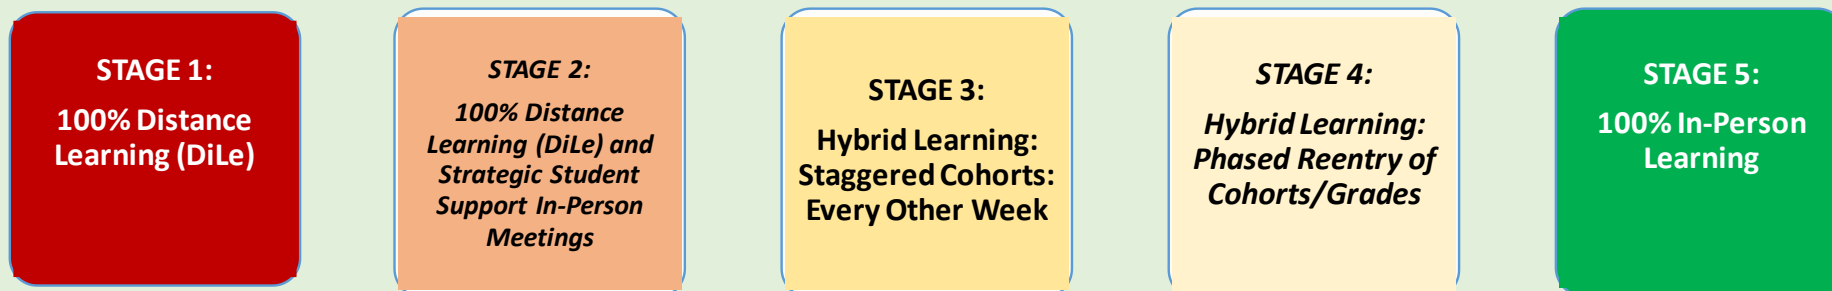 STAGE 1:
100% Distance
Learning (DiLe)
STAGE 2:
100% Distance
Learning (DiLe) and
Strategic Student
Support In-Person
Meetings
STAGE 3:
Hybrid Learning:
Staggered Cohorts:
Every Other Week
STAGE 4:
Hybrid Learning:
Phased Reentry of
Cohorts/Grades
STAGE 5:
100% In-Person
Learning